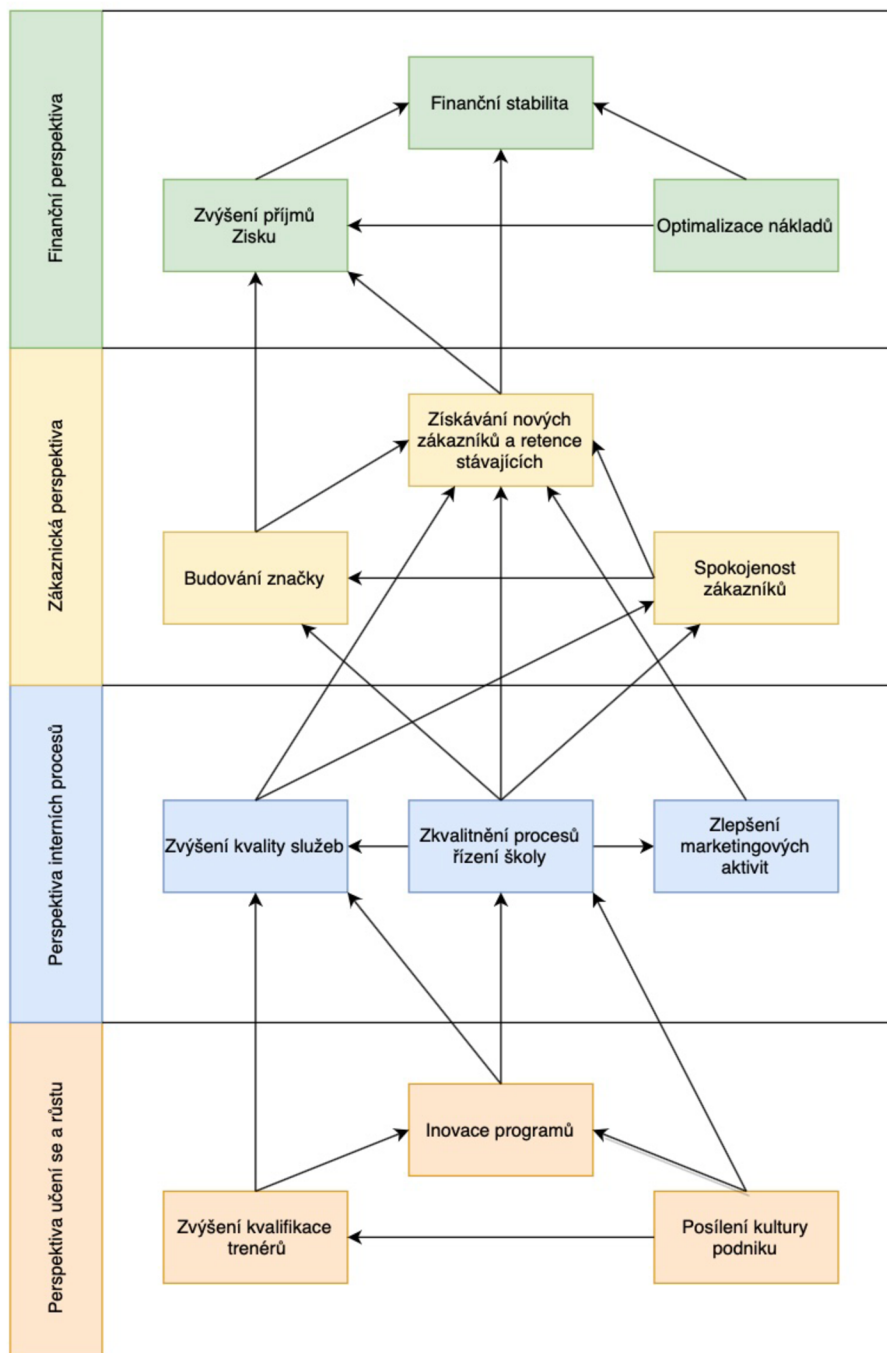 Finanční perspektiva
Finanční stabilita
Zvýšení příjmů
Zisku
Optimalizace nákladů
Zákaznická perspektiva
Získávání nových
zákazníků a retence
stávajících
Budování značky
Spokojenost
zákazníků
Perspektiva interních procesů
Zvýšení kvality služeb
Zkvalitnění procesů
řízení školy
Zlepšení
marketingových
aktivit
Perspektiva učení se a růstu
Inovace programů
Zvýšení kvalifikace
trenérů
Posílení kultury
podniku